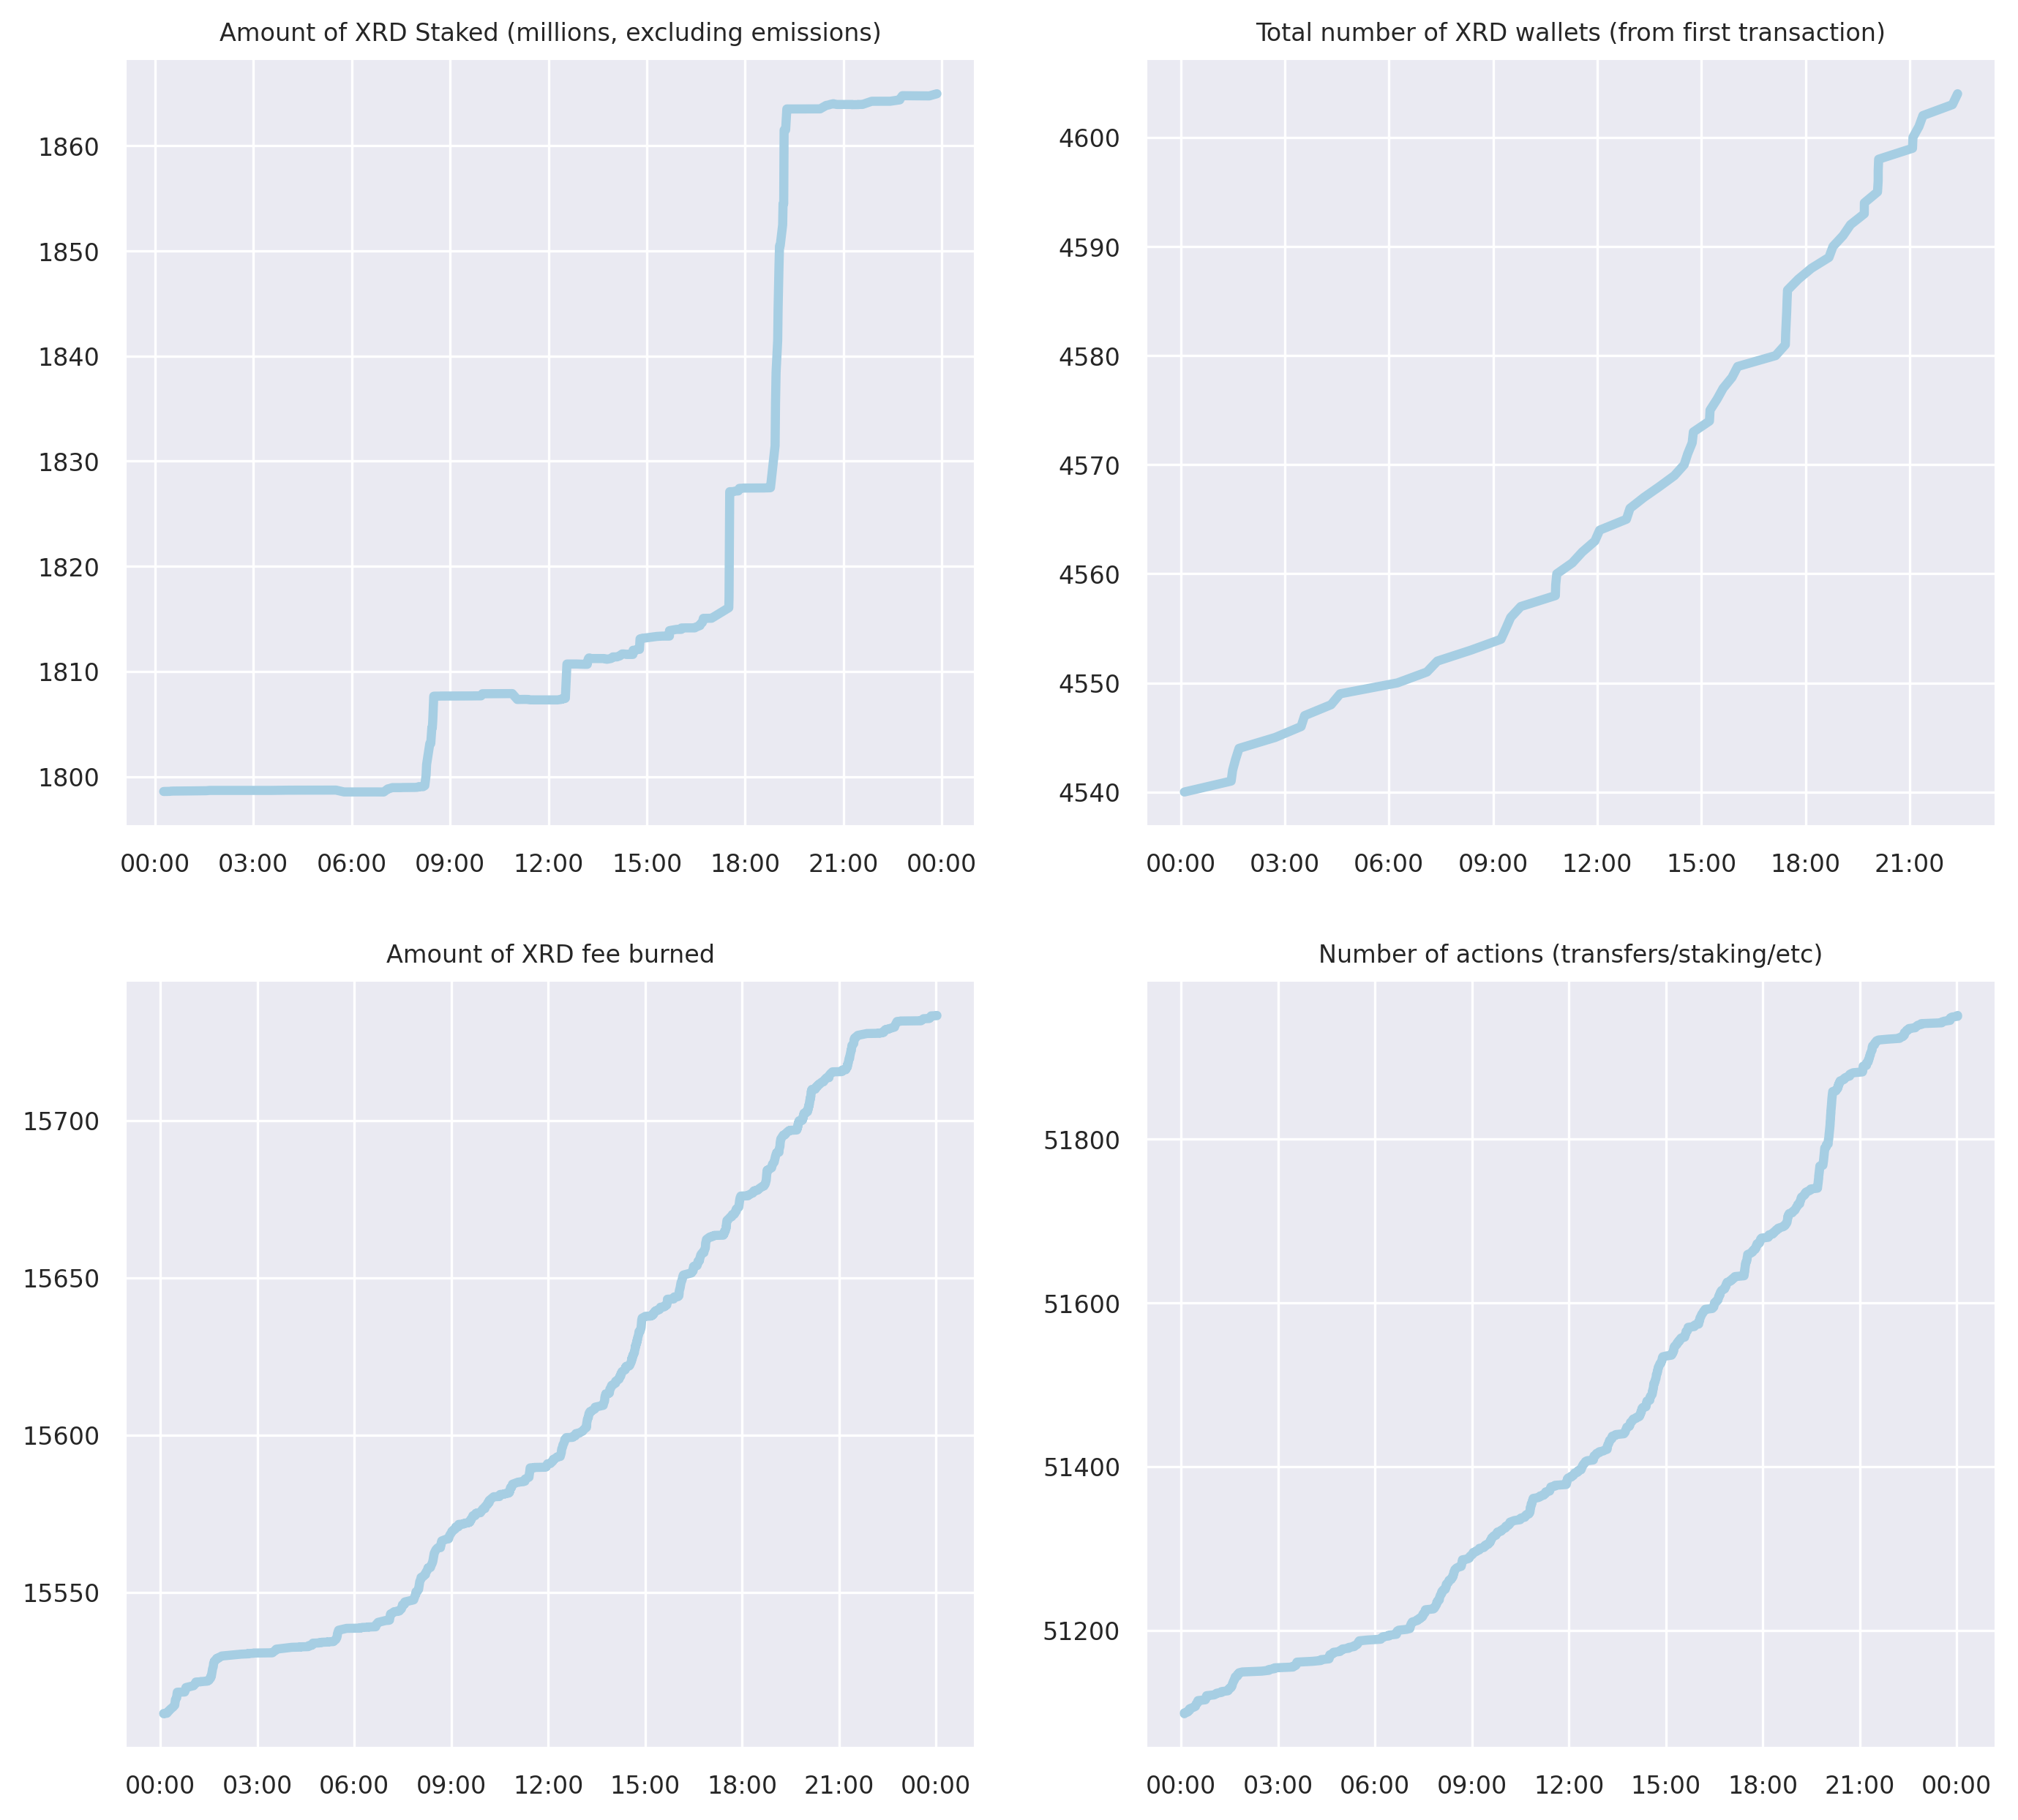 Amount of XRD Staked (millions, excluding emissions)
1860
1850
1840
1830
1820
1810
1800
00:00 03:00 06:00 09:00 12:00 15:00 18:00 21:00 00:00
Total number of XRD wallets (from first transaction)
4600
4590
4580
4570
4560
4550
4540
00:00 03:00 06:00 09:00 12:00 15:00 18:00 21:00
Amount of XRD fee burned
15700
15650
15600
15550
00:00 03:00 06:00 09:00 12:00 15:00 18:00 21:00 00:00
Number of actions (transfers/staking/etc)
51800
51600
51400
51200
00:00 03:00 06:00 09:00 12:00 15:00 18:00 21:00 00:00